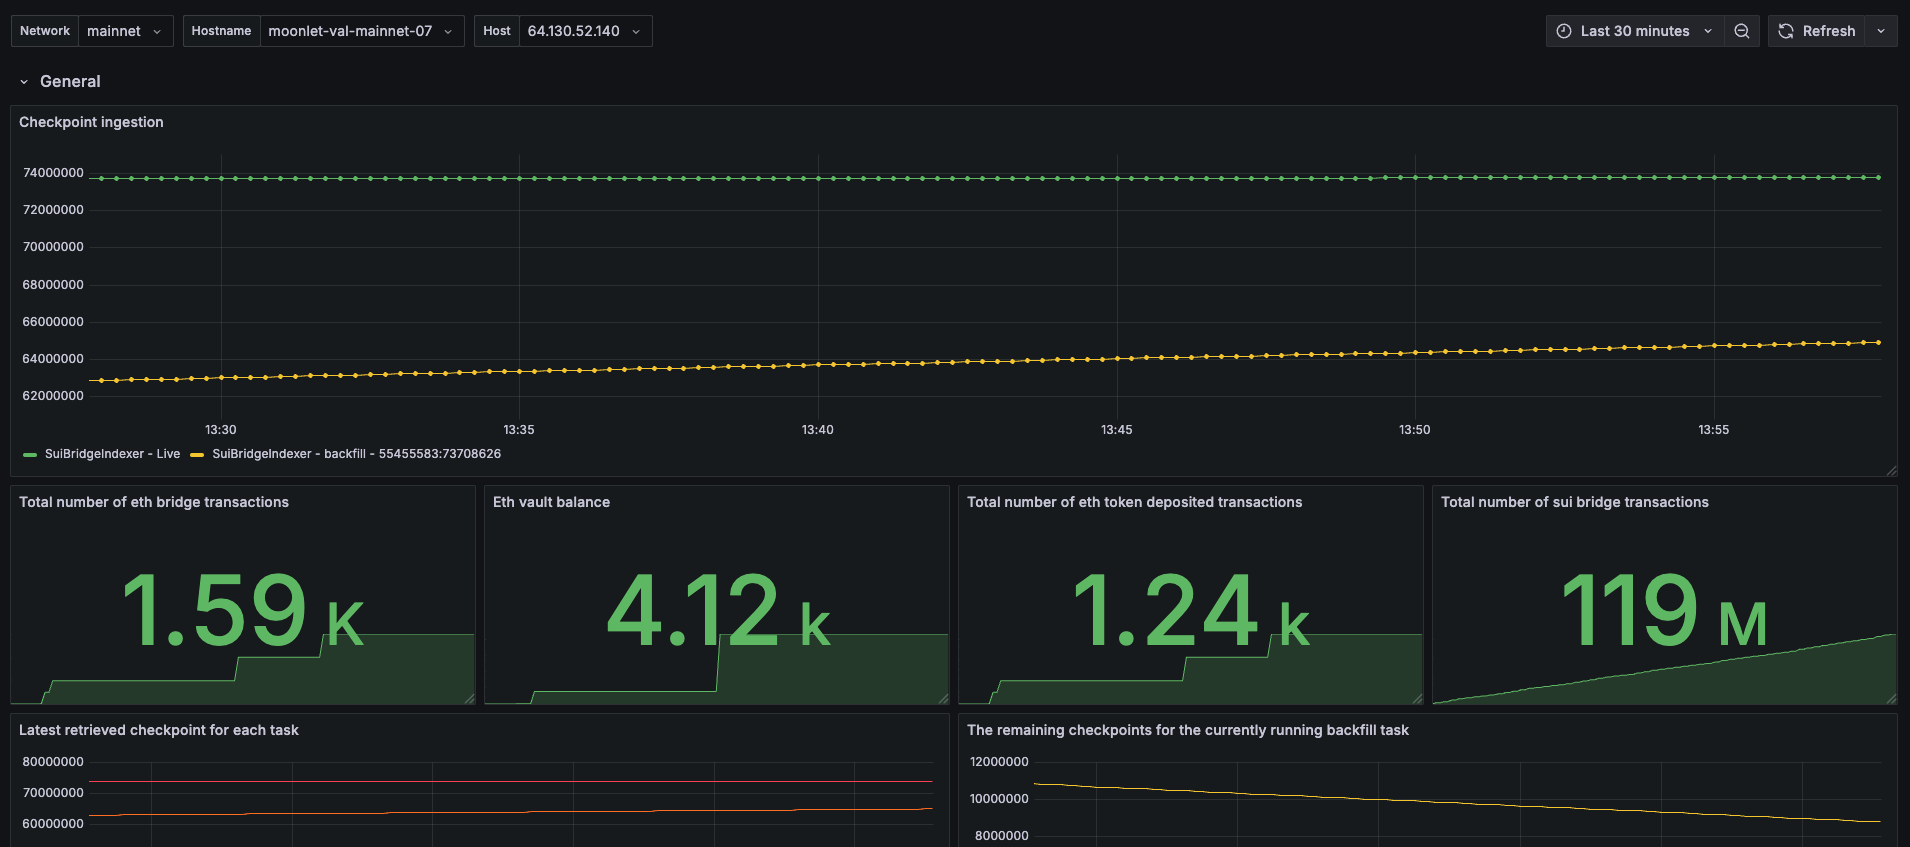 Network mainnet Hostname moonlet-val-mainnet-07 Host 64.130.52.140 Last 30 minutes Refresh
General
Checkpoint ingestion
74000000
72000000
70000000
68000000
66000000
64000000
62000000
13:30 13:35 13:40 13:45 13:50 13:55
SuiBridgeIndexer - Live SuiBridgeIndexer - backfill - 55455583:73708626
Total number of eth bridge transactions
1.59 K
Eth vault balance
4.12 k
Total number of eth token deposited transactions
1.24 k
Total number of sui bridge transactions
119 M
Latest retrieved checkpoint for each task
80000000
70000000
60000000
The remaining checkpoints for the currently running backfill task
12000000
10000000
8000000